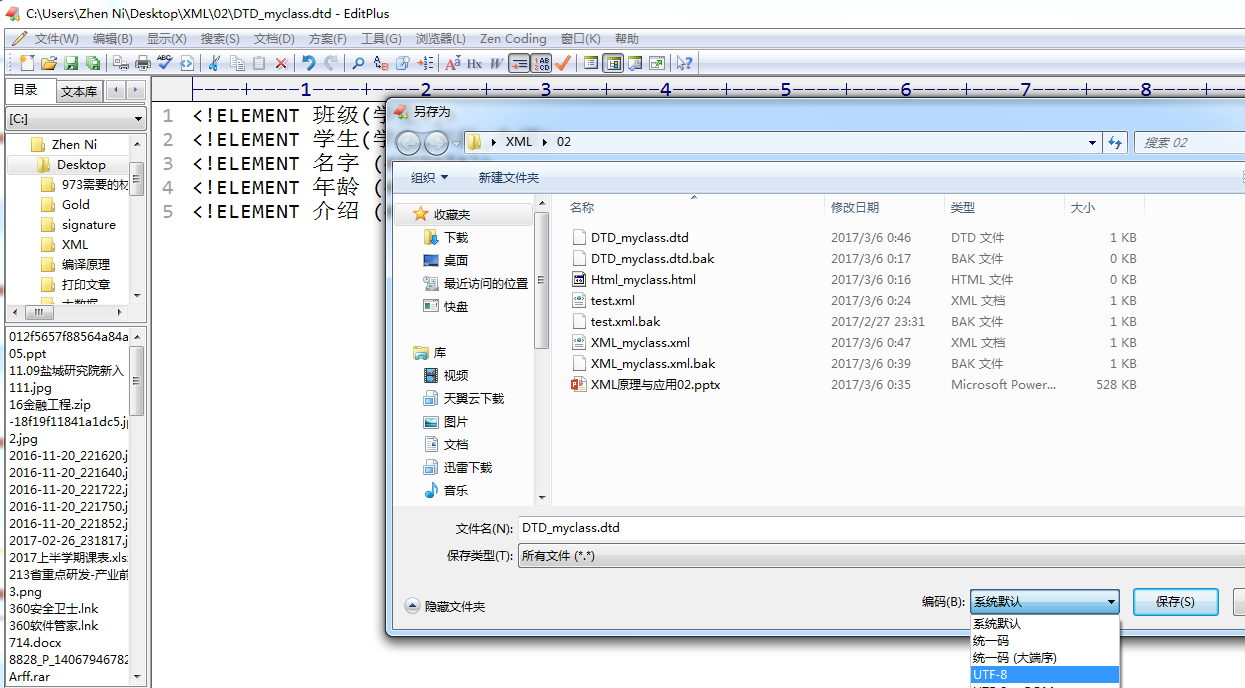 C:\Users\Zhen Ni\Desktop\XML\02\DTD_myclass.dtd - EditPlus
文件(W) 编辑(B) 显示(X) 搜索(S) 文档(D) 方案(F) 工具(G) 浏览器(L) Zen Coding 窗口(K) 帮助
目录 文本库
[C:]
Zhen Ni
Desktop
973需要的材
Gold
signature
XML
编译原理
打印文章
012f5657f88564a84a
05.ppt
11.09盐城研究院新入
111.jpg
16金融工程.zip
-18f19f11841a1dc5.j
2.jpg
2016-11-20_221620.j
2016-11-20_221640.j
2016-11-20_221722.j
2016-11-20_221750.j
2016-11-20_221852.j
2017-02-26_231817.j
2017上半学期课表.xls
213省重点研发-产业前
3.png
360安全卫士.lnk
360软件管家.lnk
714.docx
8828_P_14067946782
Arff.rar
----+----1----+----2----+----3----+----4----+----5----+----6----+----7----+----8----+
1 <!ELEMENT 班级(学
2 <!ELEMENT 学生(学
3 <!ELEMENT 名字 (
4 <!ELEMENT 年龄 (
5 <!ELEMENT 介绍 (
另存为
XML 02
搜索 02
组织 新建文件夹
收藏夹
下载
桌面
最近访问的位置
快盘
库
视频
天翼云下载
图片
文档
迅雷下载
音乐
名称 修改日期 类型 大小
DTD_myclass.dtd 2017/3/6 0:46 DTD 文件 1 KB
DTD_myclass.dtd.bak 2017/3/6 0:17 BAK 文件 0 KB
Html_myclass.html 2017/3/6 0:16 HTML 文件 0 KB
test.xml 2017/3/6 0:24 XML 文档 1 KB
test.xml.bak 2017/2/27 23:31 BAK 文件 1 KB
XML_myclass.xml 2017/3/6 0:47 XML 文档 1 KB
XML_myclass.xml.bak 2017/3/6 0:39 BAK 文件 1 KB
XML原理与应用02.pptx 2017/3/6 0:35 Microsoft Power... 528 KB
文件名(N): DTD_myclass.dtd
保存类型(T): 所有文件 (*.*)
隐藏文件夹
编码(B): 系统默认 保存(S)
系统默认
统一码
统一码 (大端序)
UTF-8